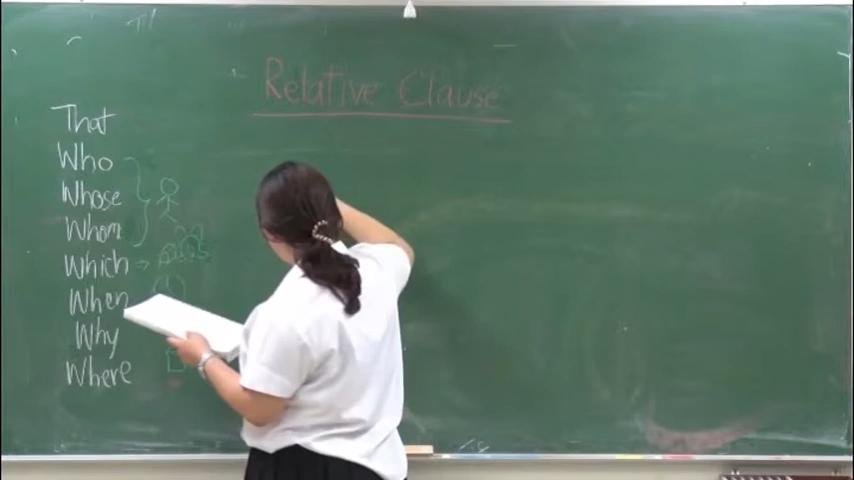 Relative Clause
That
Who
Whose
Whom
Which
When
Why
Where